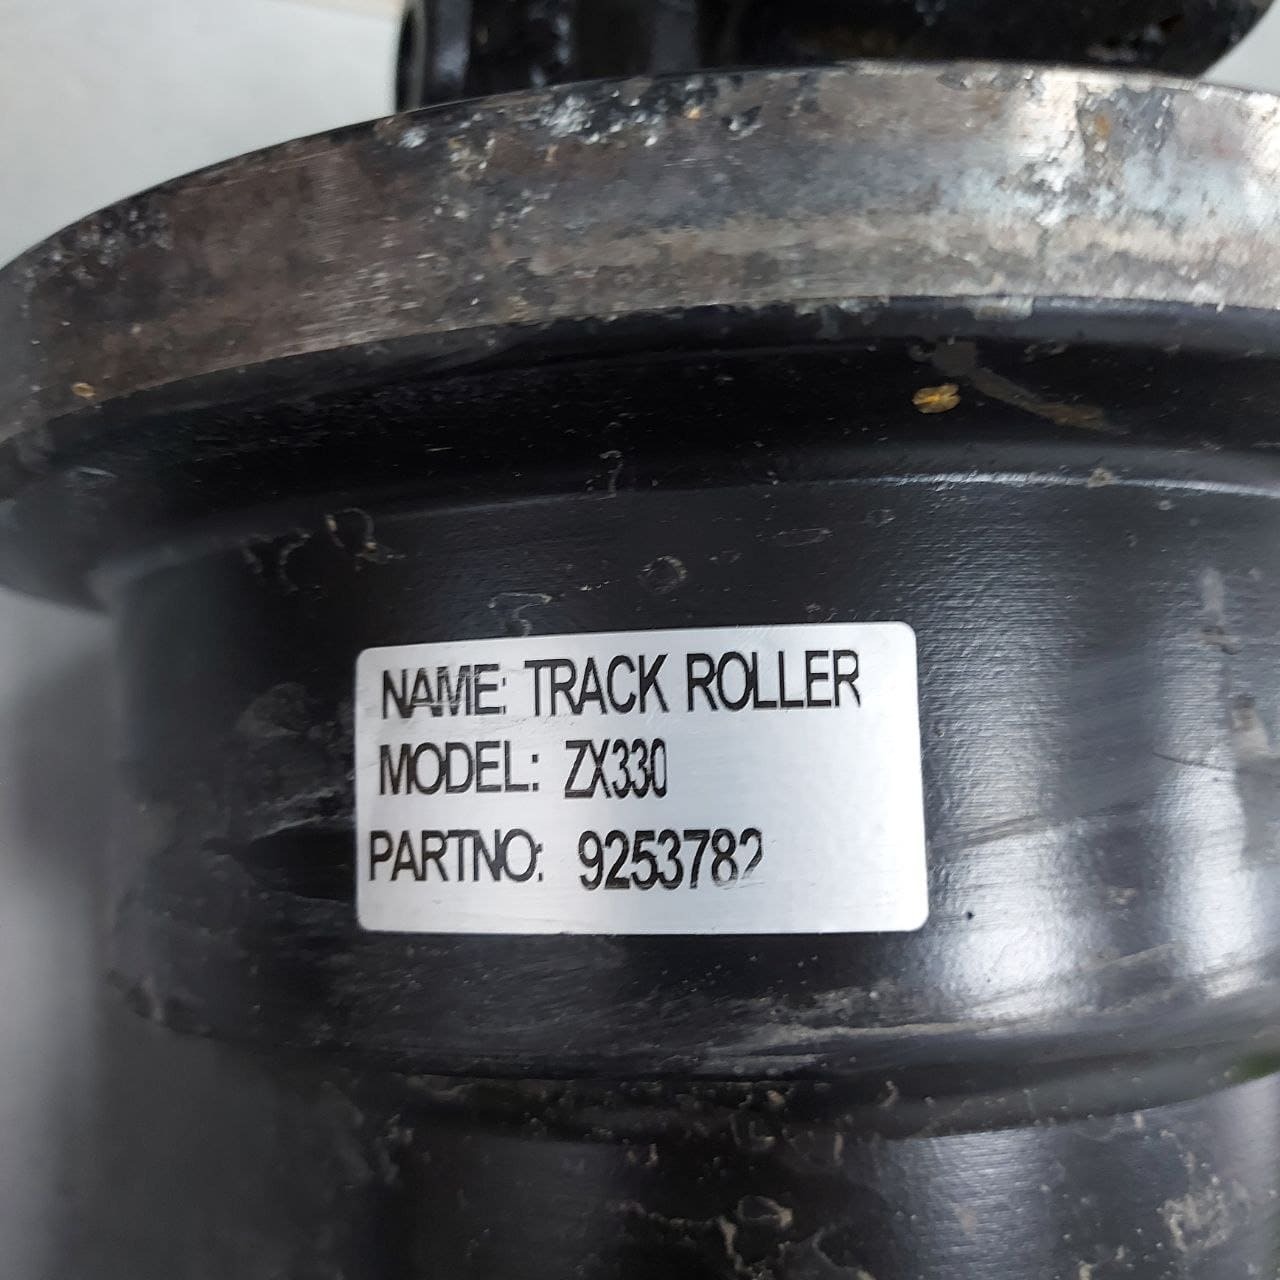 NAME: TRACK ROLLER
MODEL: ZX330
PARTNO: 9253782